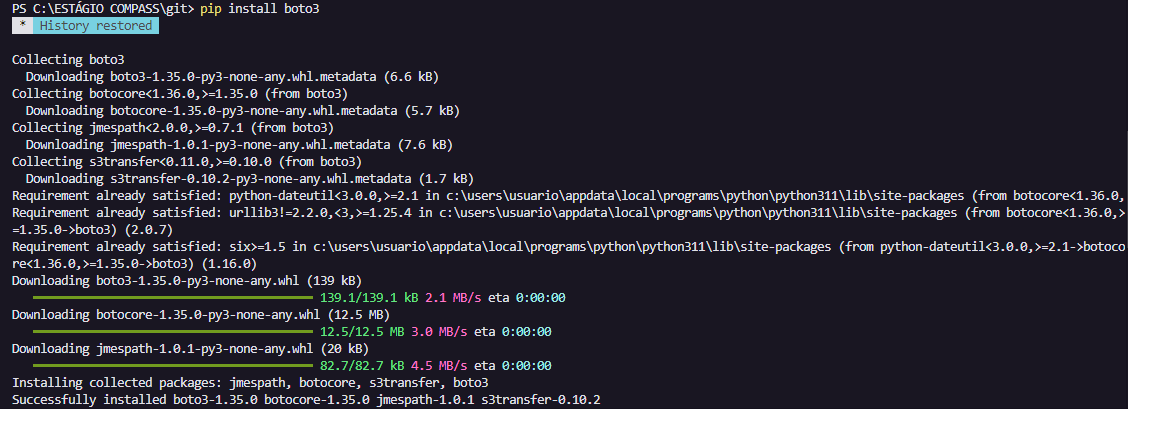 PS C:\ESTÁGIO COMPASS\git> pip install boto3
* History restored
Collecting boto3
Downloading boto3-1.35.0-py3-none-any.whl.metadata (6.6 kB)
Collecting botocore<1.36.0,>=1.35.0 (from boto3)
Downloading botocore-1.35.0-py3-none-any.whl.metadata (5.7 kB)
Collecting jmespath<2.0.0,>=0.7.1 (from boto3)
Downloading jmespath-1.0.1-py3-none-any.whl.metadata (7.6 kB)
Collecting s3transfer<0.11.0,>=0.10.0 (from boto3)
Downloading s3transfer-0.10.2-py3-none-any.whl.metadata (1.7 kB)
Requirement already satisfied: python-dateutil<3.0.0,>=2.1 in c:\users\usuario\appdata\local\programs\python\python311\lib\site-packages (from botocore<1.36.0,
Requirement already satisfied: urllib3!=2.2.0,<3,>=1.25.4 in c:\users\usuario\appdata\local\programs\python\python311\lib\site-packages (from botocore<1.36.0,>
=1.35.0->boto3) (2.0.7)
Requirement already satisfied: six>=1.5 in c:\users\usuario\appdata\local\programs\python\python311\lib\site-packages (from python-dateutil<3.0.0,>=2.1->botoco
re<1.36.0,>=1.35.0->boto3) (1.16.0)
Downloading boto3-1.35.0-py3-none-any.whl (139 kB)
139.1/139.1 kB 2.1 MB/s eta 0:00:00
Downloading botocore-1.35.0-py3-none-any.whl (12.5 MB)
12.5/12.5 MB 3.0 MB/s eta 0:00:00
Downloading jmespath-1.0.1-py3-none-any.whl (20 kB)
82.7/82.7 kB 4.5 MB/s eta 0:00:00
Installing collected packages: jmespath, botocore, s3transfer, boto3
Successfully installed boto3-1.35.0 botocore-1.35.0 jmespath-1.0.1 s3transfer-0.10.2